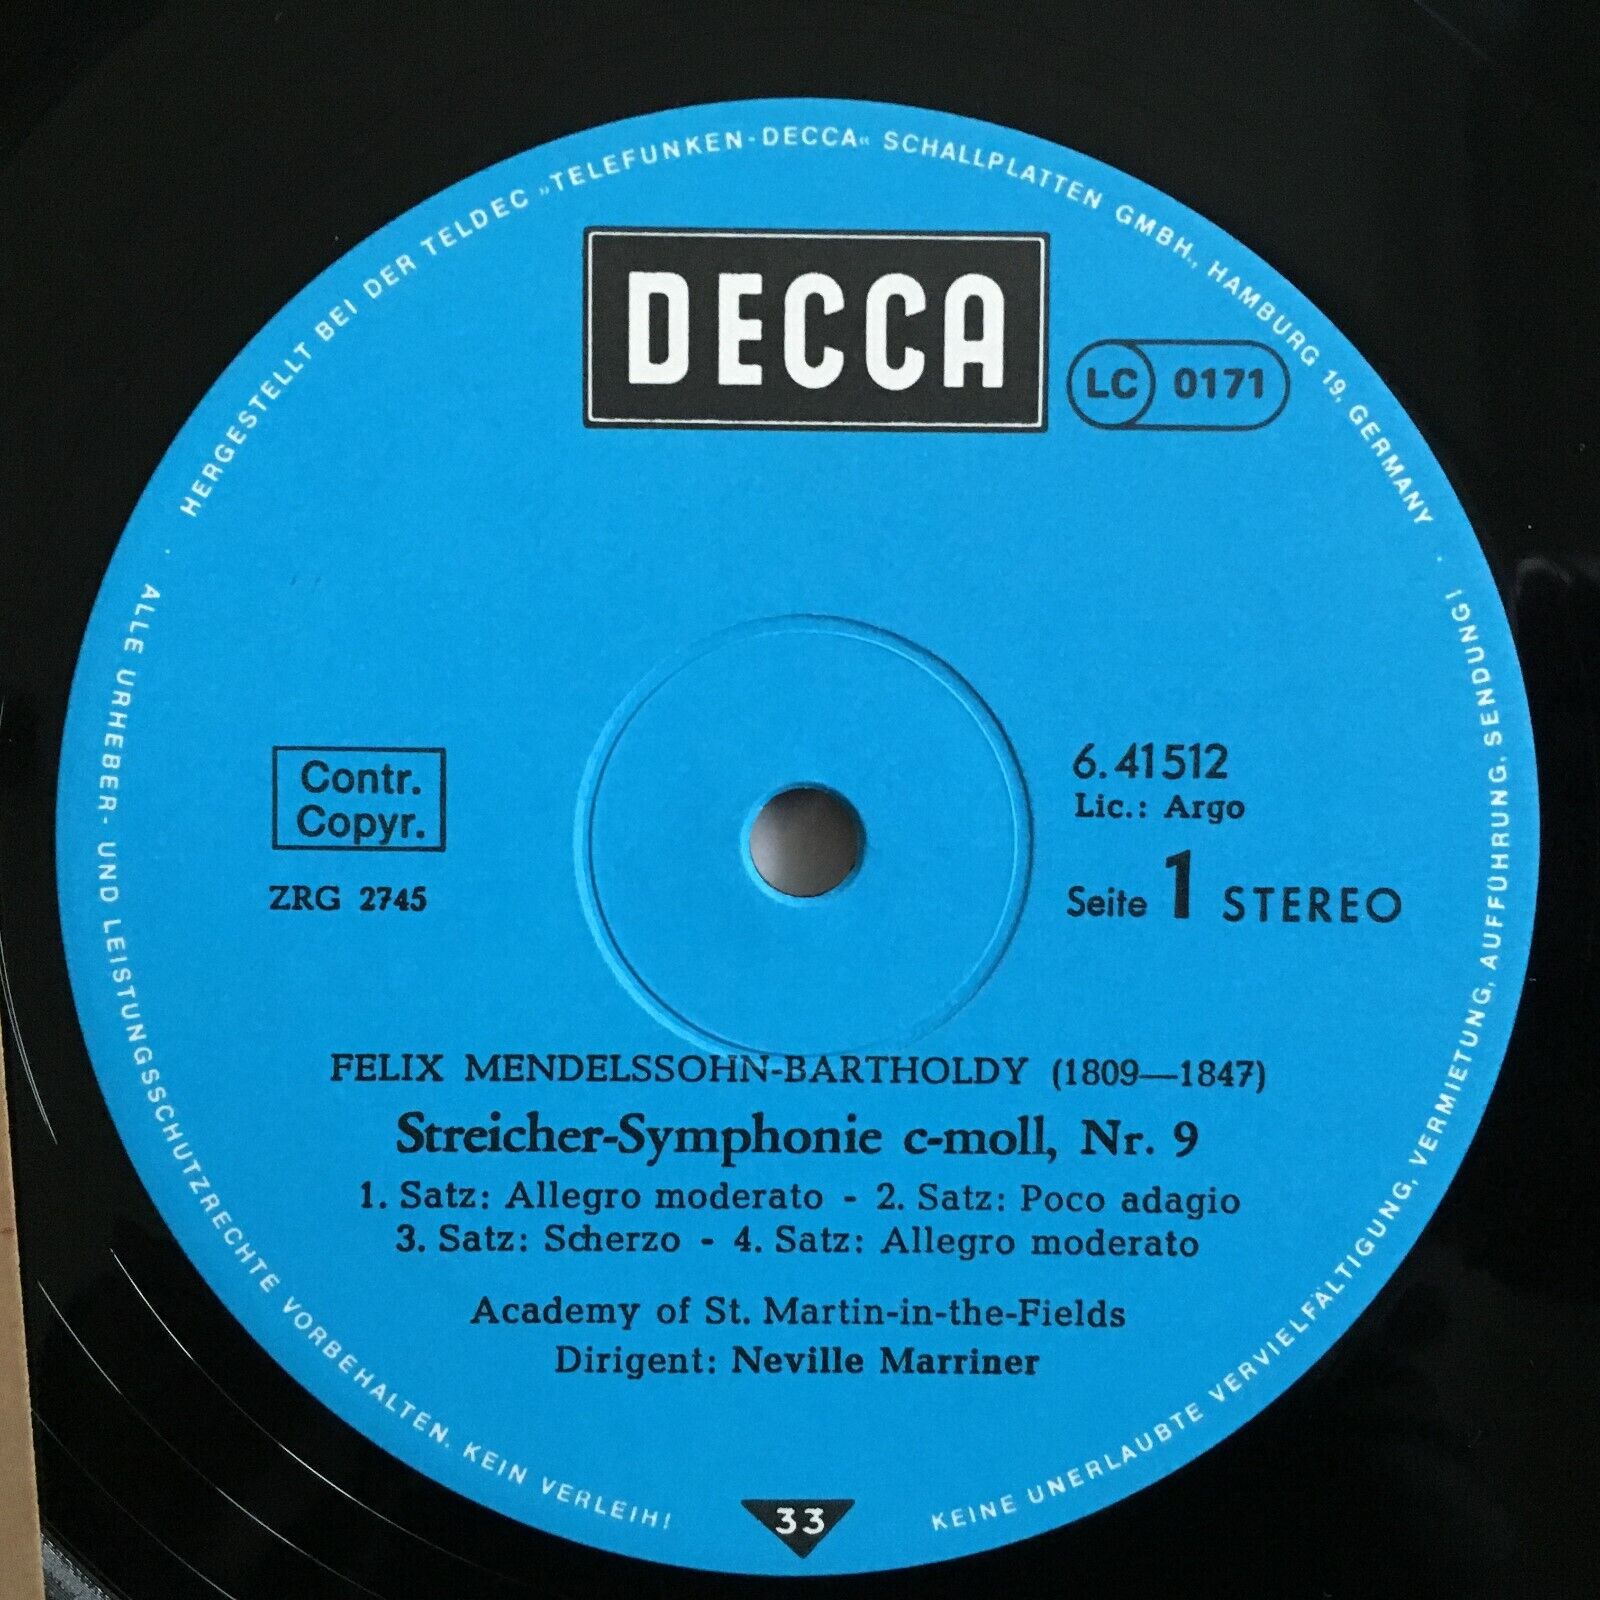 HERGESTELLT BEI DER TELDEC »TELEFUNKEN-DECCA« SCHALLPLATTEN GMBH., HAMBURG 19, GERMANY
DECCA
LC 0171
Contr.
Copyr.
ZRG 2745
6.41512
Lic.: Argo
Seite 1 STEREO
FELIX MENDELSSOHN-BARTHOLDY (1809—1847)
Streicher-Symphonie c-moll, Nr. 9
1. Satz: Allegro moderato - 2. Satz: Poco adagio
3. Satz: Scherzo - 4. Satz: Allegro moderato
Academy of St. Martin-in-the-Fields
Dirigent: Neville Marriner
33
ALLE URHEBER- UND LEISTUNGSSCHUTZRECHTE VORBEHALTEN. KEIN VERLEIH!
KEINE UNERLAUBTE VERVIELFÄLTIGUNG, VERMIETUNG, AUFFÜHRUNG, SENDUNG!